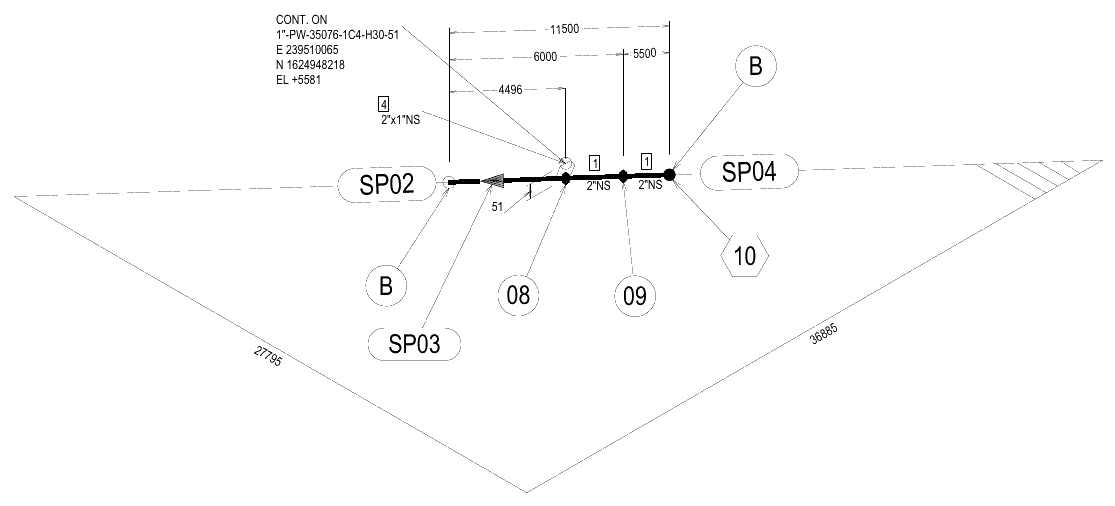 CONT. ON
1"-PW-35076-1C4-H30-51
E 239510065
N 1624948218
EL +5581
11500
6000
5500
4496
B
4
2"x1"NS
1
1
SP02
SP04
2"NS
2"NS
51
10
B
08
09
SP03
27795
36885